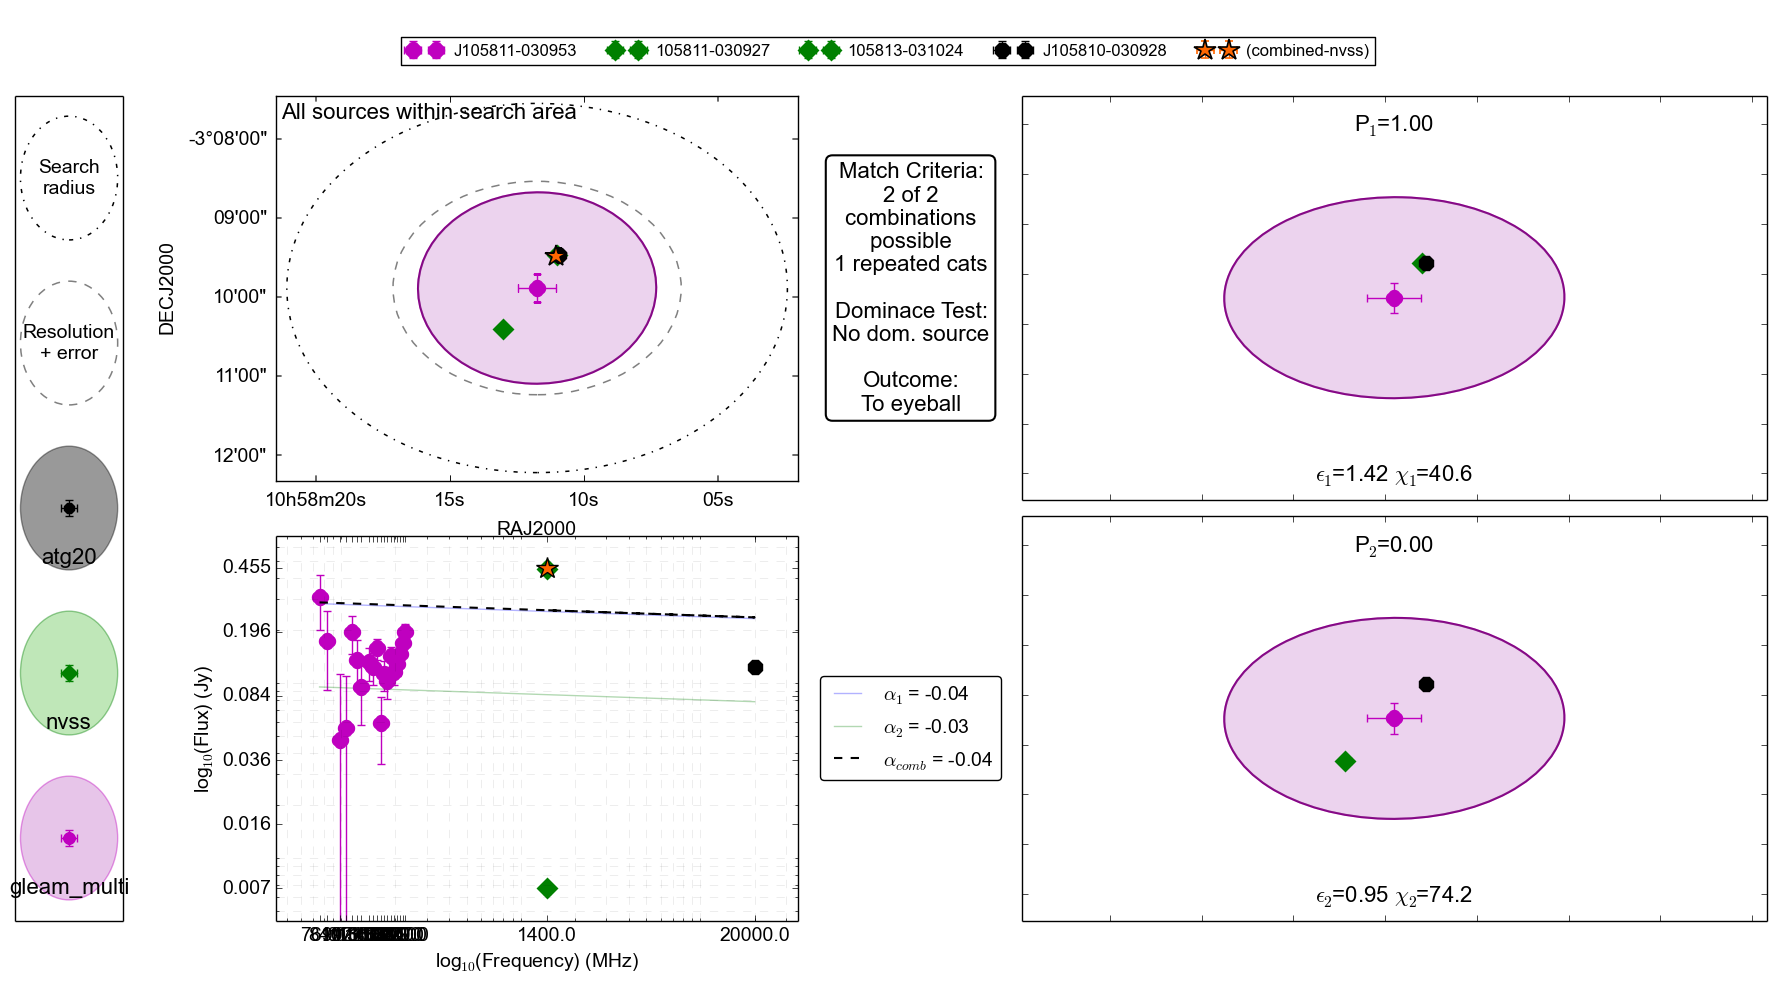 J105811-030953
105811-030927
105813-031024
J105810-030928
(combined-nvss)
Search
radius
Resolution
+ error
atg20
nvss
gleam_multi
All sources within search area
-3°08'00"
09'00"
10'00"
11'00"
12'00"
DECJ2000
10h58m20s
15s
10s
05s
RAJ2000
Match Criteria:
2 of 2
combinations
possible
1 repeated cats
Dominace Test:
No dom. source
Outcome:
To eyeball
P1=1.00
ϵ1=1.42 χ1=40.6
P2=0.00
ϵ2=0.95 χ2=74.2
0.455
0.196
0.084
0.036
0.016
0.007
log10(Flux) (Jy)
1400.0
20000.0
log10(Frequency) (MHz)
α1 = -0.04
α2 = -0.03
αcomb = -0.04